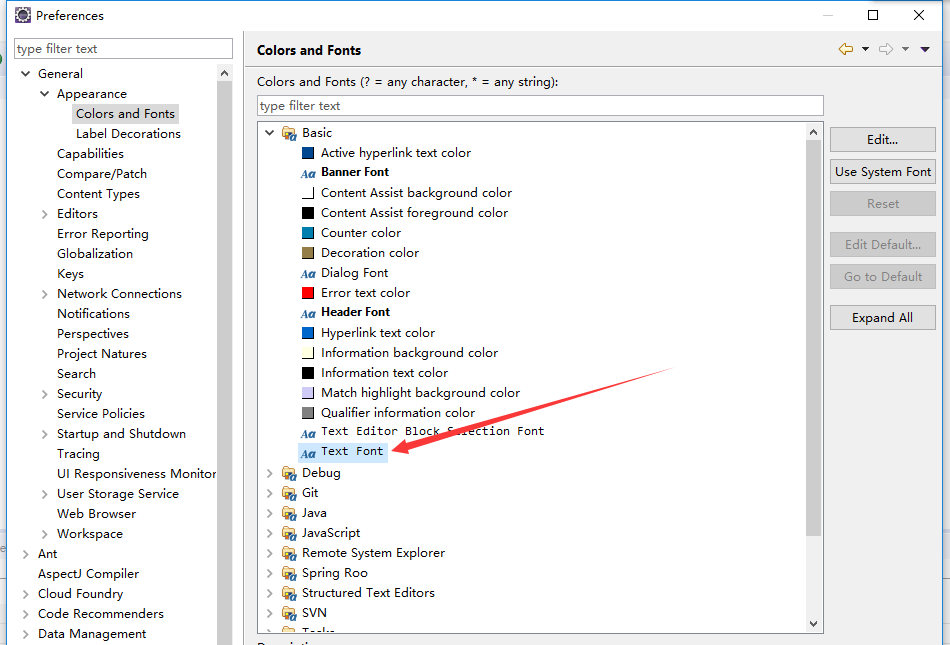 Preferences
type filter text
General
Appearance
Colors and Fonts
Label Decorations
Capabilities
Compare/Patch
Content Types
Editors
Error Reporting
Globalization
Keys
Network Connections
Notifications
Perspectives
Project Natures
Search
Security
Service Policies
Startup and Shutdown
Tracing
UI Responsiveness Monitor
User Storage Service
Web Browser
Workspace
Ant
AspectJ Compiler
Cloud Foundry
Code Recommenders
Data Management
Colors and Fonts
Colors and Fonts (? = any character, * = any string):
type filter text
Basic
Active hyperlink text color
Aa Banner Font
Content Assist background color
Content Assist foreground color
Counter color
Decoration color
Aa Dialog Font
Error text color
Aa Header Font
Hyperlink text color
Information background color
Information text color
Match highlight background color
Qualifier information color
Aa Text Editor Block Selection Font
Aa Text Font
Debug
Git
Java
JavaScript
Remote System Explorer
Spring Roo
Structured Text Editors
SVN
Tasks
Edit...
Use System Font
Reset
Edit Default...
Go to Default
Expand All